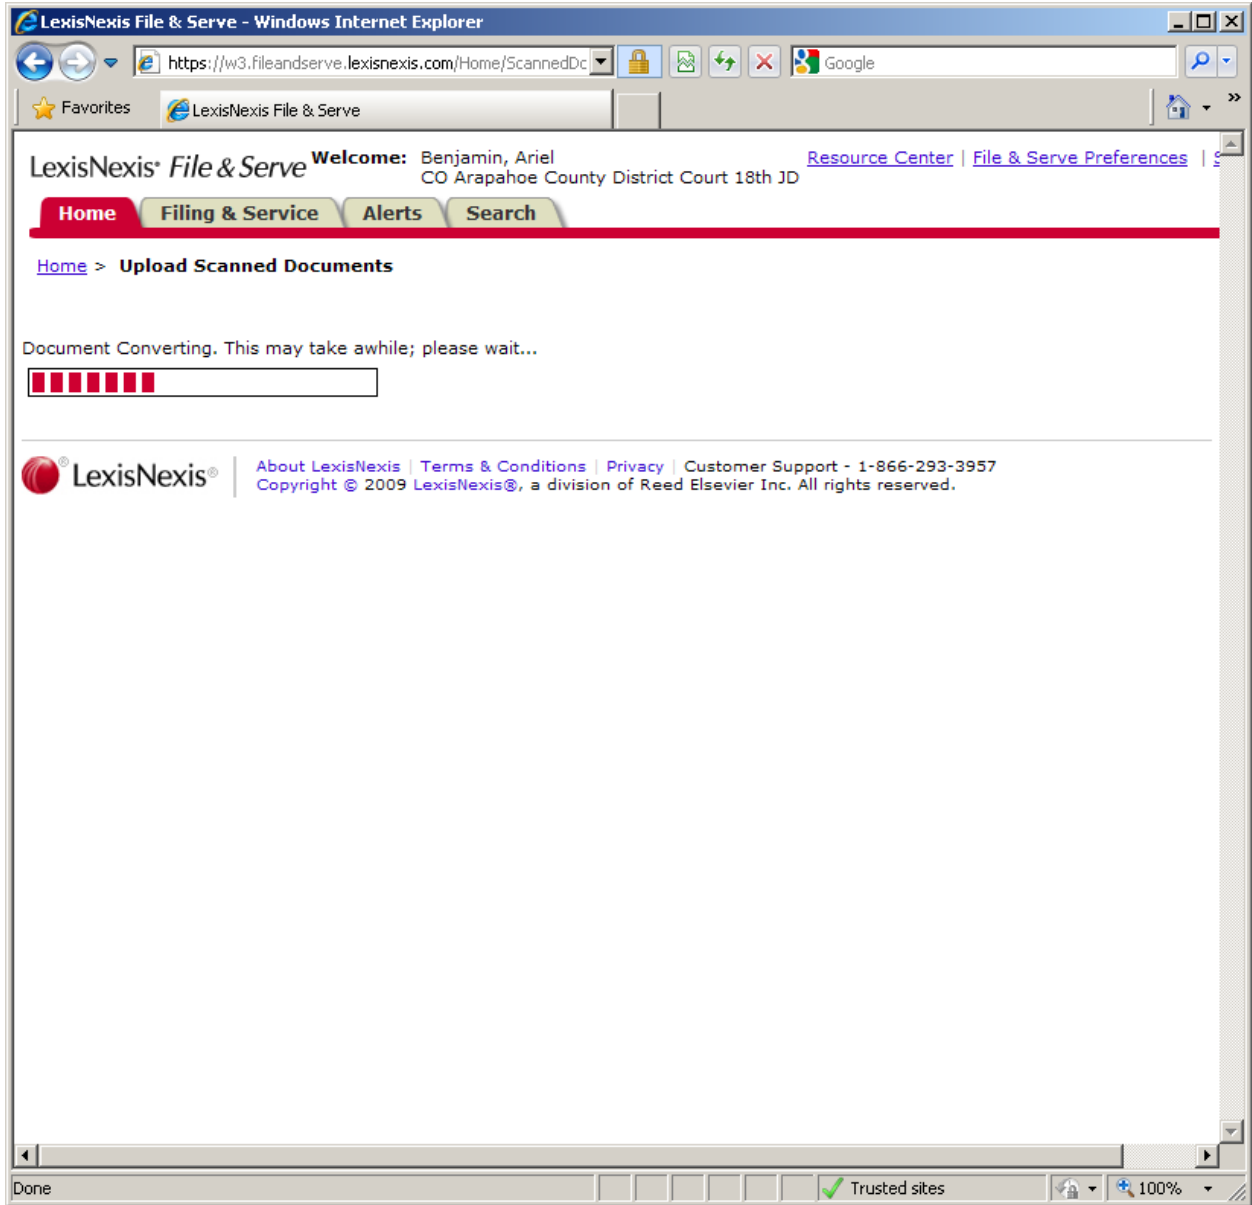 LexisNexis File & Serve - Windows Internet Explorer
https://w3.fileandserve.lexisnexis.com/Home/ScannedDc
Google
Favorites
LexisNexis File & Serve
LexisNexis® File & Serve
Welcome: Benjamin, Ariel
CO Arapahoe County District Court 18th JD
Resource Center | File & Serve Preferences | S
Home Filing & Service Alerts Search
Home > Upload Scanned Documents
Document Converting. This may take awhile; please wait...
® LexisNexis®
About LexisNexis | Terms & Conditions | Privacy | Customer Support - 1-866-293-3957
Copyright © 2009 LexisNexis®, a division of Reed Elsevier Inc. All rights reserved.
Done
Trusted sites
100%